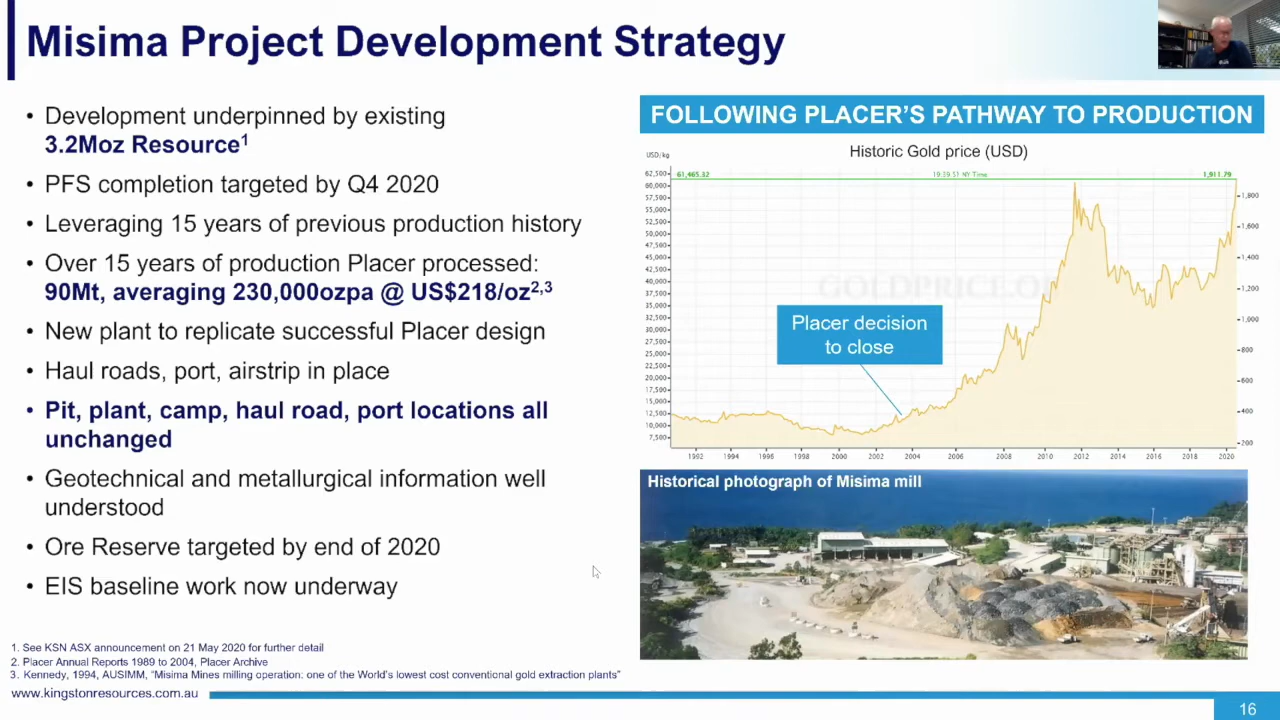 Misima Project Development Strategy
• Development underpinned by existing
3.2Moz Resource1
• PFS completion targeted by Q4 2020
• Leveraging 15 years of previous production history
• Over 15 years of production Placer processed:
90Mt, averaging 230,000ozpa @ US$218/oz2,3
• New plant to replicate successful Placer design
• Haul roads, port, airstrip in place
• Pit, plant, camp, haul road, port locations all
unchanged
• Geotechnical and metallurgical information well
understood
• Ore Reserve targeted by end of 2020
• EIS baseline work now underway
1. See KSN ASX announcement on 21 May 2020 for further detail
2. Placer Annual Reports 1989 to 2004, Placer Archive
3. Kennedy, 1994, AUSIMM, "Misima Mines milling operation: one of the World's lowest cost conventional gold extraction plants"
www.kingstonresources.com.au
FOLLOWING PLACER'S PATHWAY TO PRODUCTION
Historic Gold price (USD)
USD/kg
61,465.32
19:39:51 NY Time
1,911.79
62,500
60,000
57,500
55,000
52,500
50,000
47,500
45,000
42,500
40,000
37,500
35,000
32,500
30,000
27,500
25,000
22,500
20,000
17,500
15,000
12,500
10,000
7,500
1,800
1,600
1,400
1,200
1,000
800
600
400
200
GOLDPRICE.O
Placer decision
to close
1992 1994 1996 1998 2000 2002 2004 2006 2008 2010 2012 2014 2016 2018 2020
Historical photograph of Misima mill
16